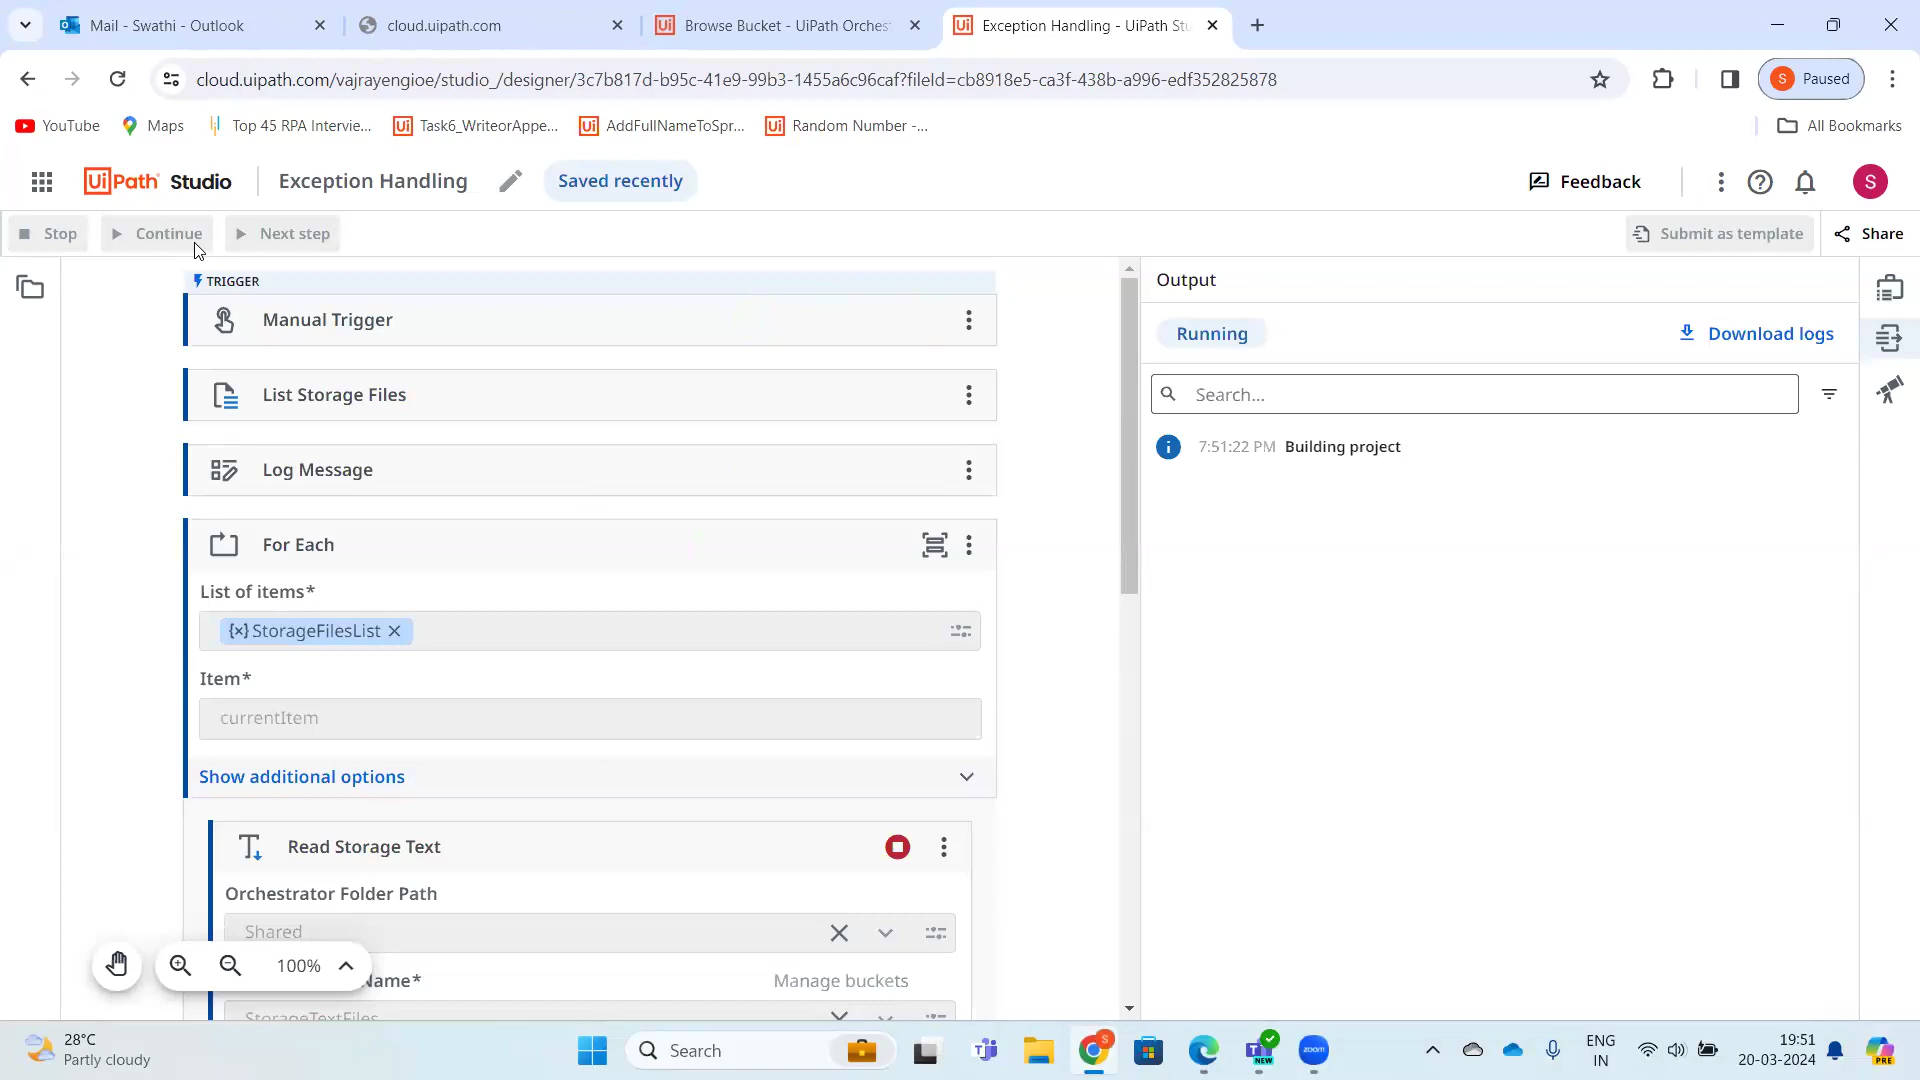 Mail - Swathi - Outlook
cloud.uipath.com
Browse Bucket - UiPath Orches
Exception Handling - UiPath Stu
cloud.uipath.com/vajrayengioe/studio_/designer/3c7b817d-b95c-41e9-99b3-1455a6c96caf?fileId=cb8918e5-ca3f-438b-a996-edf352825878
S Paused
YouTube
Maps
Top 45 RPA Intervie...
Task6_WriteorAppe...
AddFullNameToSpr...
Random Number -...
All Bookmarks
UiPath Studio
Exception Handling
Saved recently
Feedback
S
Stop
Continue
Next step
Submit as template
Share
TRIGGER
Manual Trigger
List Storage Files
Log Message
For Each
List of items*
{x} StorageFilesList
Item*
currentItem
Show additional options
Read Storage Text
Orchestrator Folder Path
Shared
Name*
Manage buckets
StorageTextFiles
100%
Output
Running
Download logs
Search...
7:51:22 PM Building project
28°C
Partly cloudy
Search
NEW
zoom
ENG
IN
19:51
20-03-2024
PRE